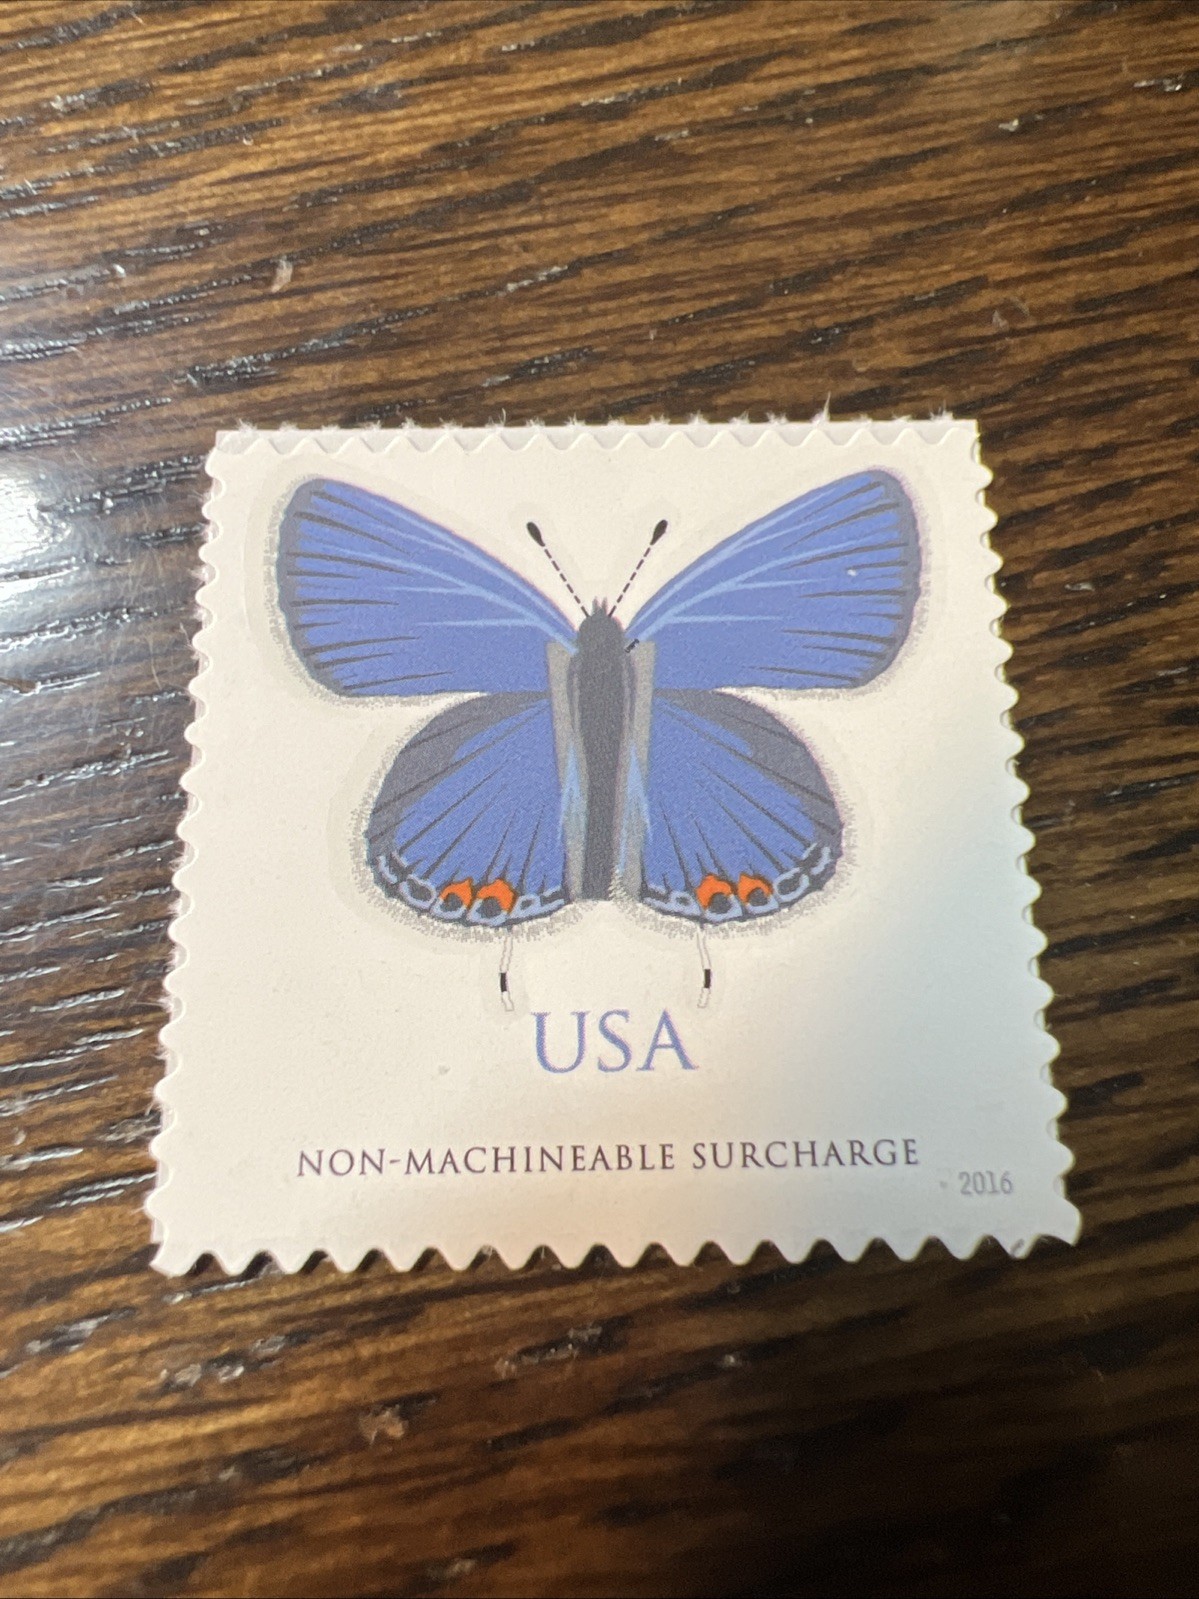 USA
NON-MACHINEABLE SURCHARGE
2016